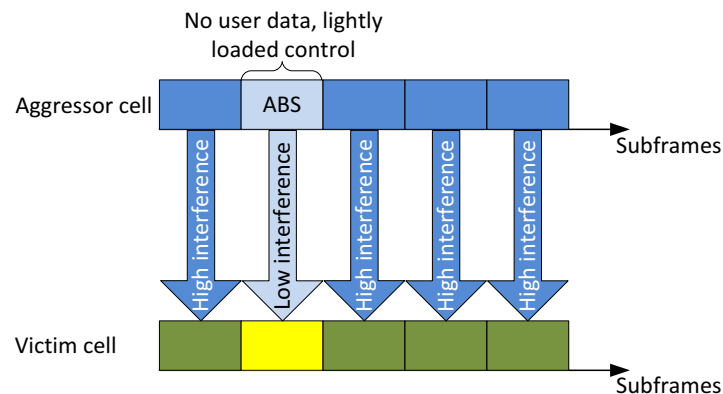 No user data, lightly
loaded control
Aggressor cell
ABS
Subframes
High interference
Low interference
High interference
High interference
High interference
Victim cell
Subframes